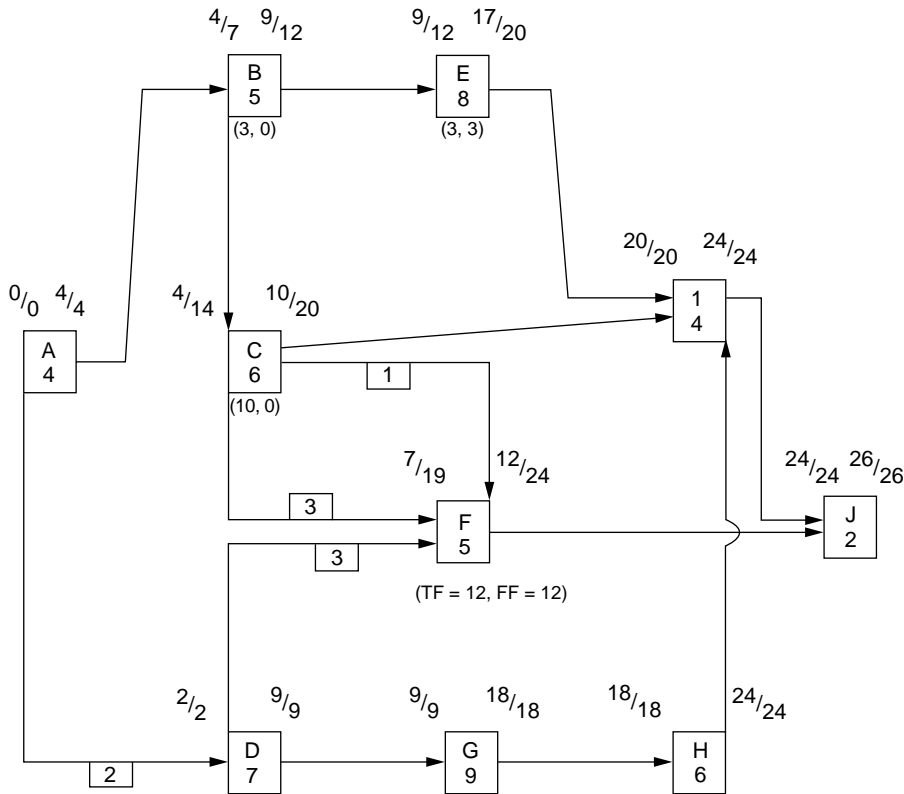 4/7 9/12 9/12 17/20
B E
5 8
(3, 0) (3, 3)
20/20 24/24
0/0 4/4 4/14 10/20 1
4
A C
4 6 1
(10, 0)
7/19 12/24 24/24 26/26
3 F J
5 2
3
(TF = 12, FF = 12)
2/2 9/9 9/9 18/18 18/18 24/24
D G H
7 9 6
2